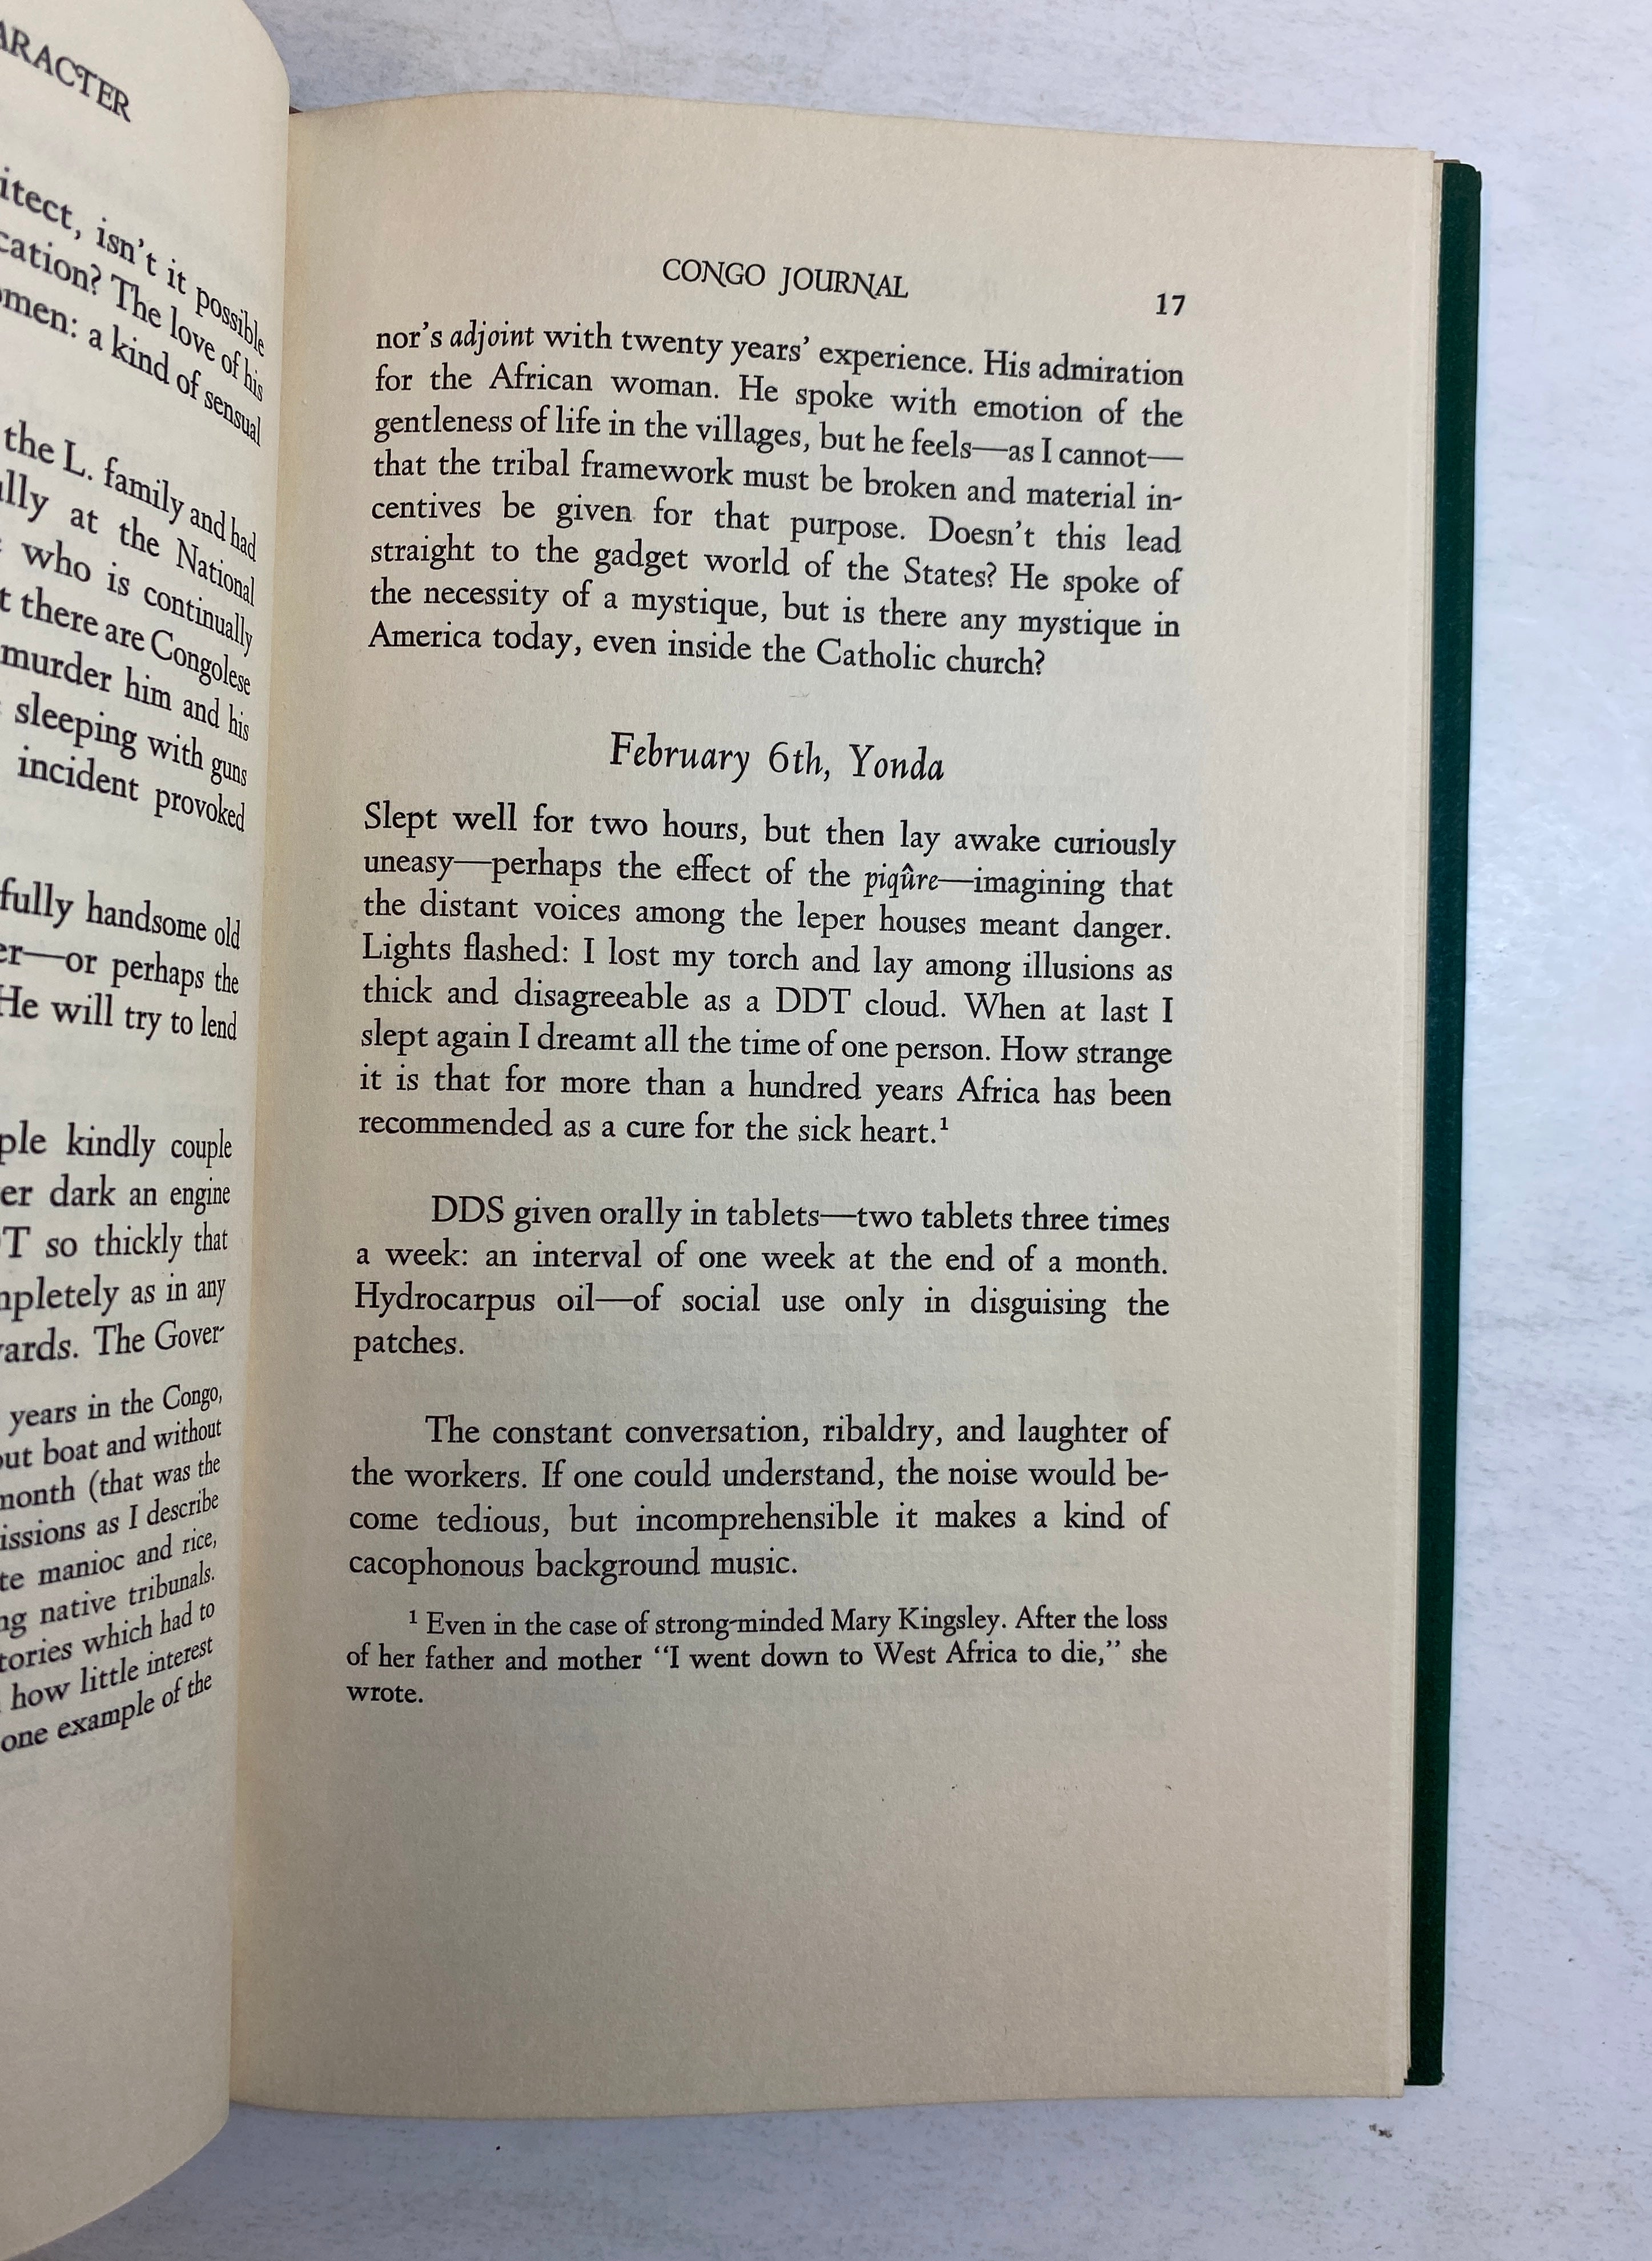 ARACTER
itect, isn't it possible
cation? The love of his
omen: a kind of sensual
the L. family and had
lly at the National
who is continually
t there are Congolese
murder him and his
sleeping with guns
incident provoked
fully handsome old
er—or perhaps the
He will try to lend
ple kindly couple
er dark an engine
T so thickly that
mpletely as in any
ards. The Gover-
years in the Congo,
out boat and without
month (that was the
issions as I describe
te manioc and rice,
ng native tribunals.
tories which had to
how little interest
one example of the
CONGO JOURNAL
17
nor's adjoint with twenty years' experience. His admiration
for the African woman. He spoke with emotion of the
gentleness of life in the villages, but he feels—as I cannot—
that the tribal framework must be broken and material in-
centives be given for that purpose. Doesn't this lead
straight to the gadget world of the States? He spoke of
the necessity of a mystique, but is there any mystique in
America today, even inside the Catholic church?
February 6th, Yonda
Slept well for two hours, but then lay awake curiously
uneasy—perhaps the effect of the piqûre—imagining that
the distant voices among the leper houses meant danger.
Lights flashed: I lost my torch and lay among illusions as
thick and disagreeable as a DDT cloud. When at last I
slept again I dreamt all the time of one person. How strange
it is that for more than a hundred years Africa has been
recommended as a cure for the sick heart.¹
DDS given orally in tablets—two tablets three times
a week: an interval of one week at the end of a month.
Hydrocarpus oil—of social use only in disguising the
patches.
The constant conversation, ribaldry, and laughter of
the workers. If one could understand, the noise would be-
come tedious, but incomprehensible it makes a kind of
cacophonous background music.
¹ Even in the case of strong-minded Mary Kingsley. After the loss
of her father and mother "I went down to West Africa to die," she
wrote.